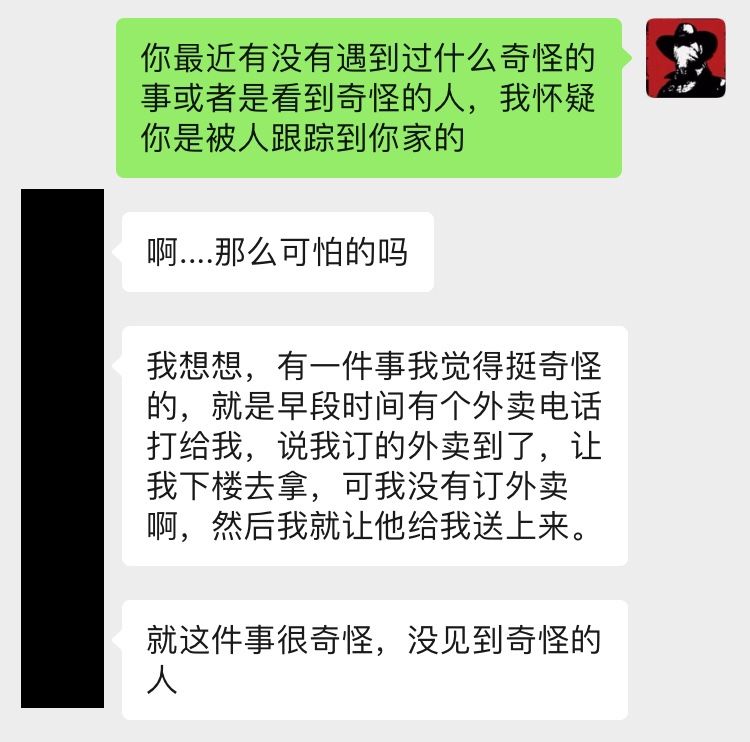 你最近有没有遇到过什么奇怪的
事或者是看到奇怪的人，我怀疑
你是被人跟踪到你家的
啊....那么可怕的吗
我想想，有一件事我觉得挺奇怪
的，就是早段时间有个外卖电话
打给我，说我订的外卖到了，让
我下楼去拿，可我没有订外卖
啊，然后我就让他给我送上来。
就这件事很奇怪，没见到奇怪的
人